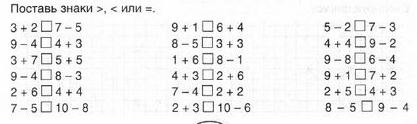 Поставь знаки >, < или =.
3 + 2 □ 7 − 5 9 + 1 □ 6 + 4 5 − 2 □ 7 − 3
9 − 4 □ 4 + 3 8 − 5 □ 3 + 3 4 + 4 □ 9 − 2
3 + 7 □ 5 + 5 1 + 6 □ 8 − 1 9 − 8 □ 6 − 4
9 − 4 □ 8 − 3 4 + 3 □ 2 + 6 9 + 1 □ 7 + 2
2 + 6 □ 4 + 4 7 − 4 □ 2 + 2 2 + 5 □ 4 + 3
7 − 5 □ 10 − 8 2 + 3 □ 10 − 6 8 − 5 □ 9 − 4